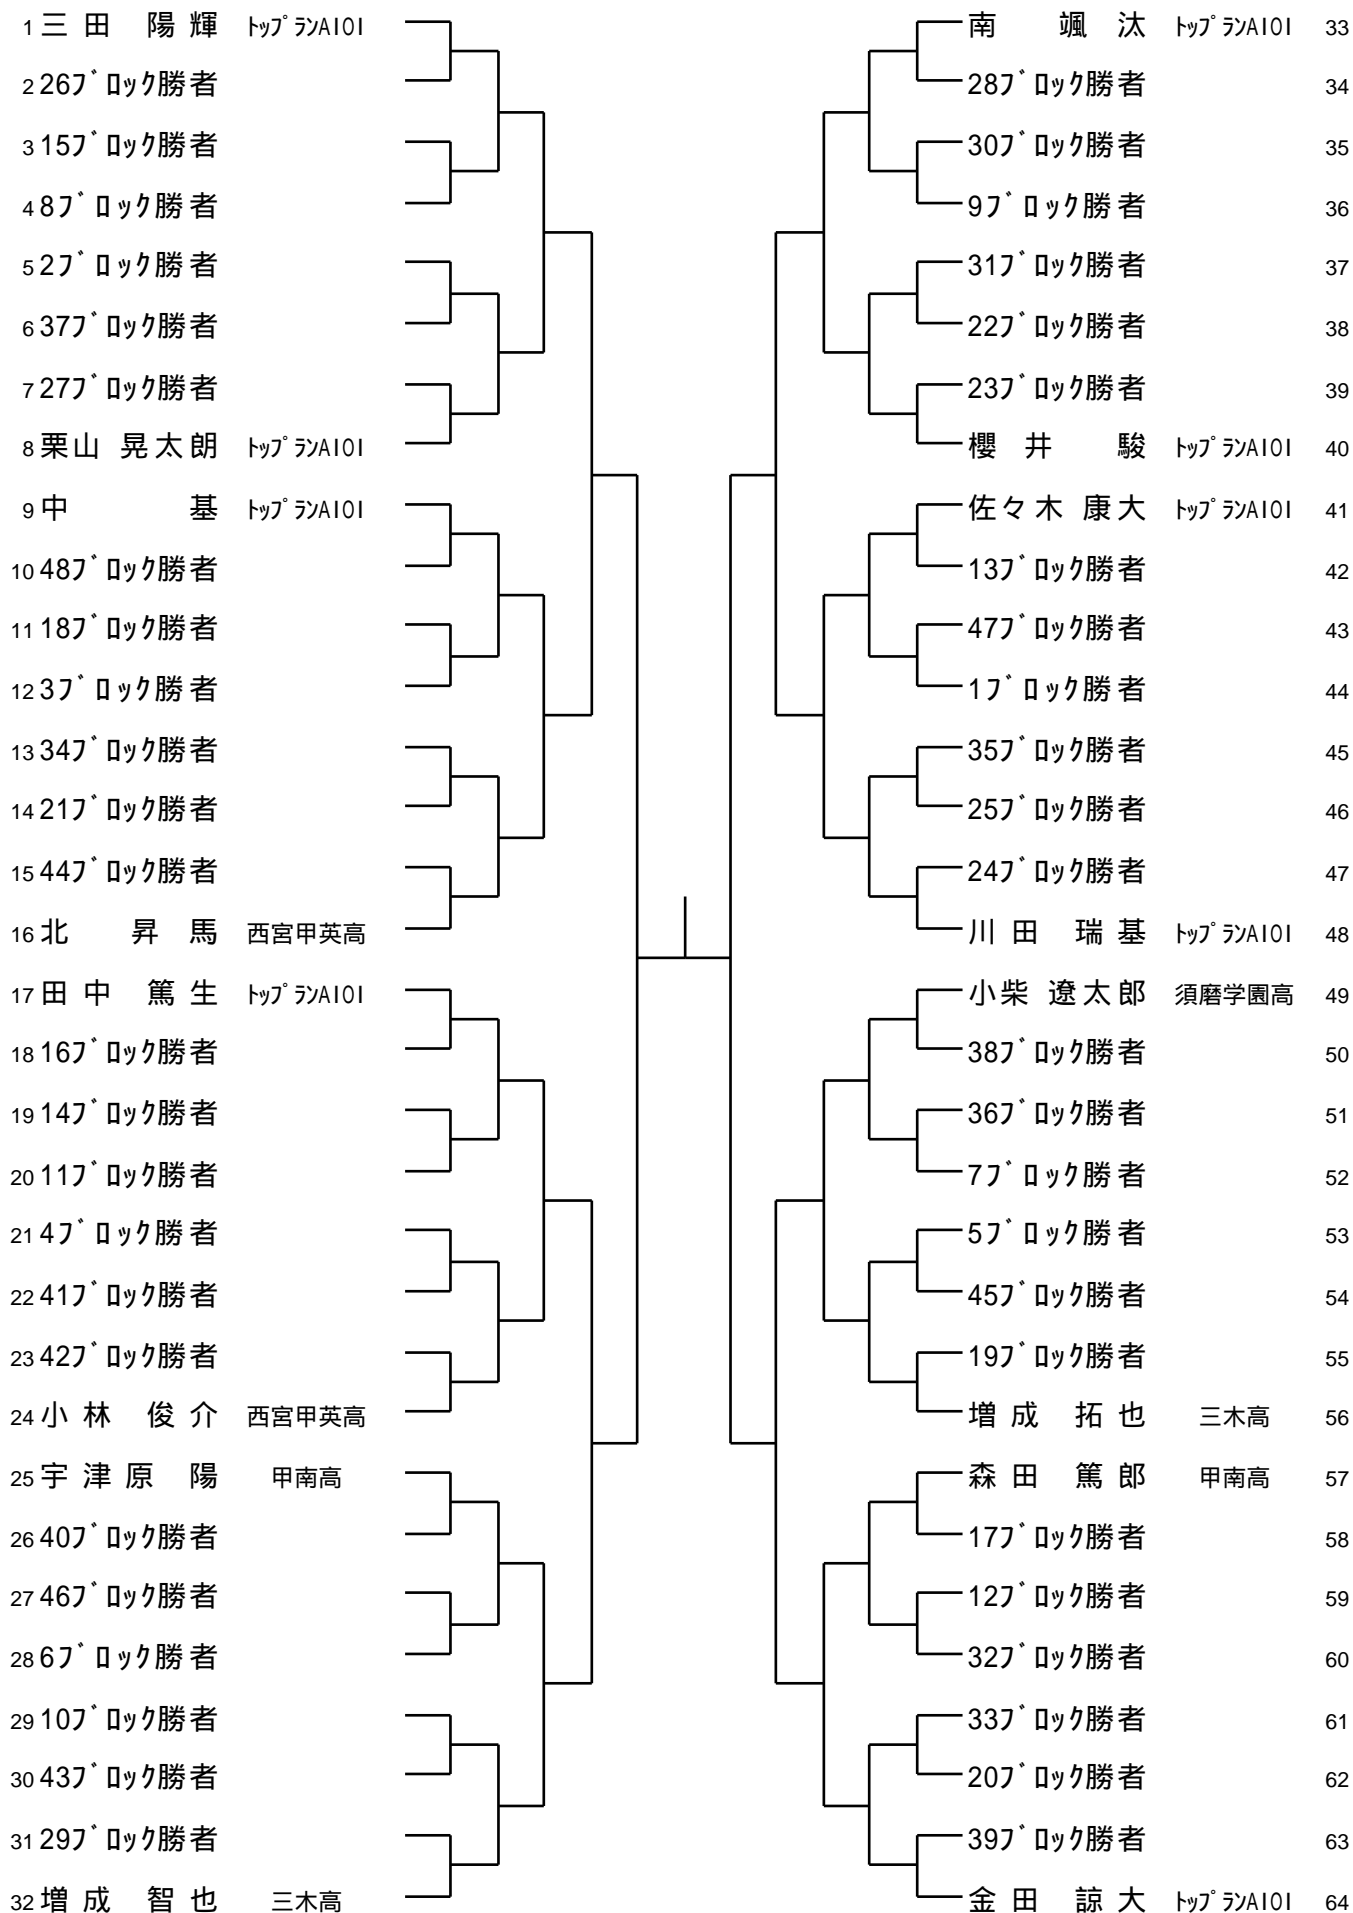 1 三田 陽輝 トップランAIOI
2 26ブロック勝者
3 15ブロック勝者
4 8ブロック勝者
5 2ブロック勝者
6 37ブロック勝者
7 27ブロック勝者
8 栗山 晃太朗 トップランAIOI
9 中 基 トップランAIOI
10 48ブロック勝者
11 18ブロック勝者
12 3ブロック勝者
13 34ブロック勝者
14 21ブロック勝者
15 44ブロック勝者
16 北 昇馬 西宮甲英高
17 田中 篤生 トップランAIOI
18 16ブロック勝者
19 14ブロック勝者
20 11ブロック勝者
21 4ブロック勝者
22 41ブロック勝者
23 42ブロック勝者
24 小林 俊介 西宮甲英高
25 宇津原 陽 甲南高
26 40ブロック勝者
27 46ブロック勝者
28 6ブロック勝者
29 10ブロック勝者
30 43ブロック勝者
31 29ブロック勝者
32 増成 智也 三木高
南 颯汰 トップランAIOI 33
28ブロック勝者 34
30ブロック勝者 35
9ブロック勝者 36
31ブロック勝者 37
22ブロック勝者 38
23ブロック勝者 39
櫻井 駿 トップランAIOI 40
佐々木 康大 トップランAIOI 41
13ブロック勝者 42
47ブロック勝者 43
1ブロック勝者 44
35ブロック勝者 45
25ブロック勝者 46
24ブロック勝者 47
川田 瑞基 トップランAIOI 48
小柴 遼太郎 須磨学園高 49
38ブロック勝者 50
36ブロック勝者 51
7ブロック勝者 52
5ブロック勝者 53
45ブロック勝者 54
19ブロック勝者 55
増成 拓也 三木高 56
森田 篤郎 甲南高 57
17ブロック勝者 58
12ブロック勝者 59
32ブロック勝者 60
33ブロック勝者 61
20ブロック勝者 62
39ブロック勝者 63
金田 諒大 トップランAIOI 64